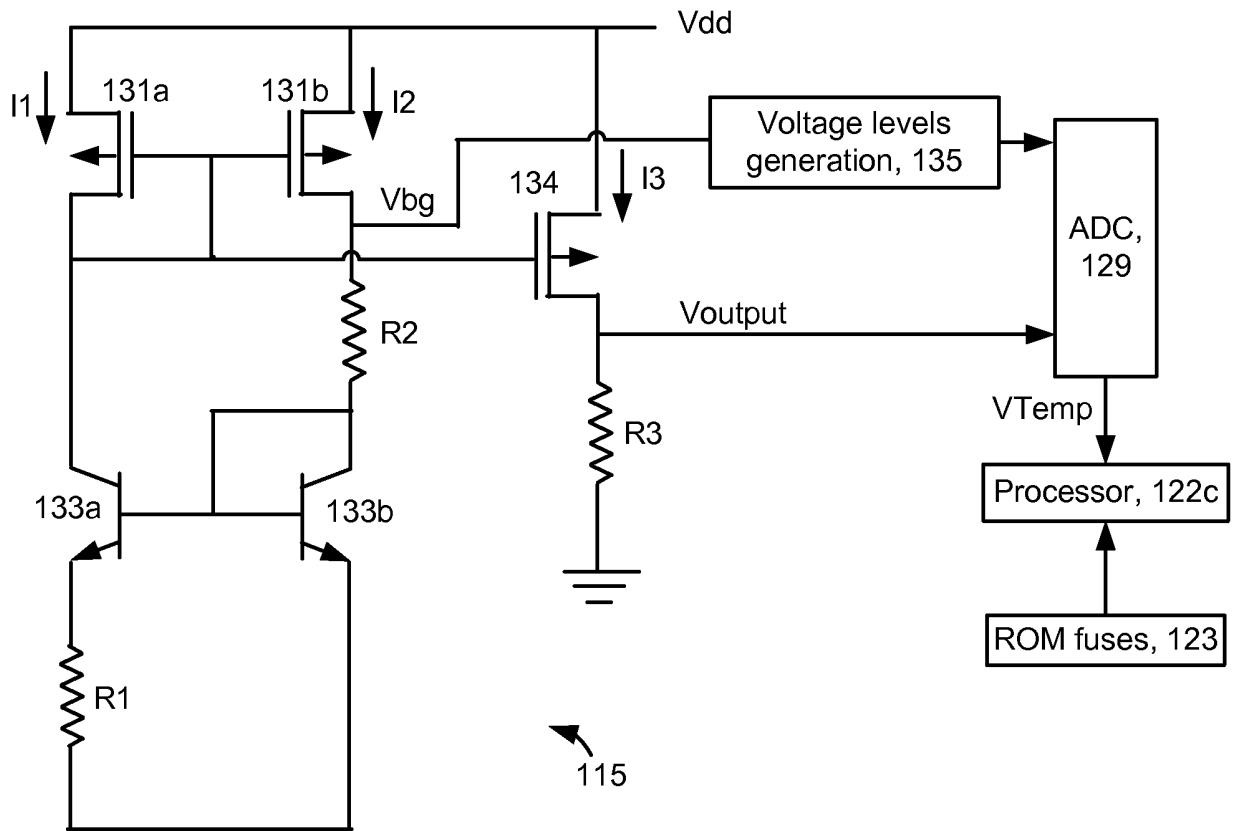 Vdd
I1
131a
131b
I2
Voltage levels
generation, 135
134
I3
Vbg
ADC,
129
R2
Voutput
VTemp
R3
Processor, 122c
133a
133b
ROM fuses, 123
R1
115